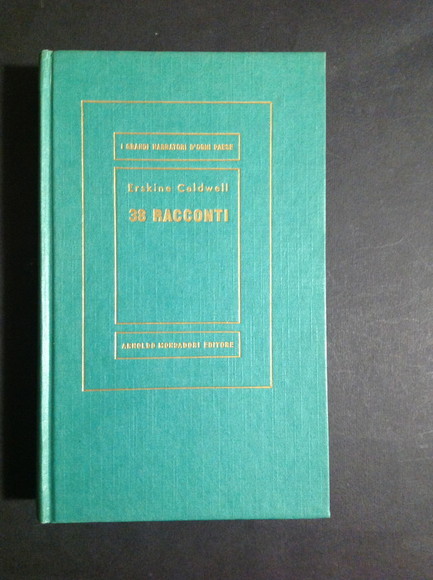 I GRANDI NARRATORI D'OGNI PAESE
Erskine Caldwell
38 RACCONTI
ARNOLDO MONDADORI EDITORE